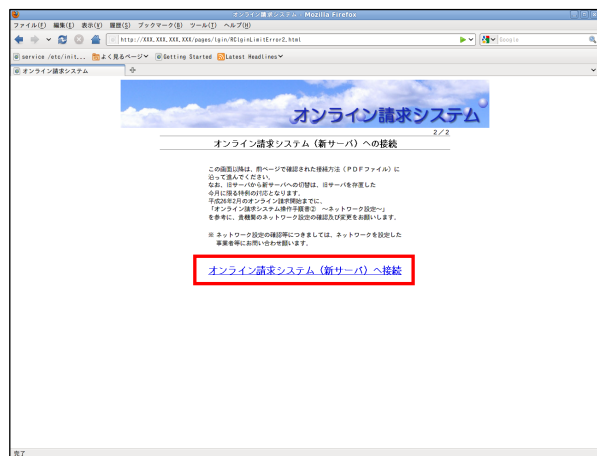 オンライン請求システム - Mozilla Firefox
ファイル(F) 編集(E) 表示(V) 履歴(S) ブックマーク(B) ツール(T) ヘルプ(H)
http://XXX.XXX.XXX.XXX/pages/lgin/RClginLimitError2.html
Google
service /etc/init... よく見るページ Getting Started Latest Headlines
オンライン請求システム
オンライン請求システム
2/2
オンライン請求システム（新サーバ）への接続
この画面以降は、前ページで確認された接続方法（PDFファイル）に
沿って進んでください。
なお、旧サーバから新サーバへの切替は、旧サーバを存置した
今月に限る特例の対応となります。
平成26年2月のオンライン請求開始までに、
「オンライン請求システム操作手順書② ～ネットワーク設定～」
を参考に、貴機関のネットワーク設定の確認及び変更をお願いします。
※ ネットワーク設定の確認等につきましては、ネットワークを設定した
事業者等にお問い合わせ願います。
オンライン請求システム（新サーバ）へ接続
完了